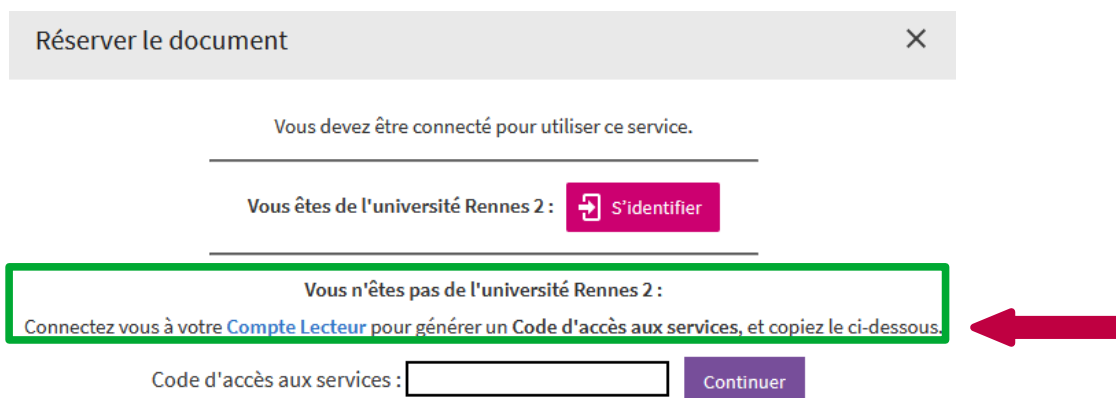 Réserver le document
Vous devez être connecté pour utiliser ce service.
Vous êtes de l'université Rennes 2 : S'identifier
Vous n'êtes pas de l'université Rennes 2 :
Connectez vous à votre Compte Lecteur pour générer un Code d'accès aux services, et copiez le ci-dessous.
Code d'accès aux services : Continuer